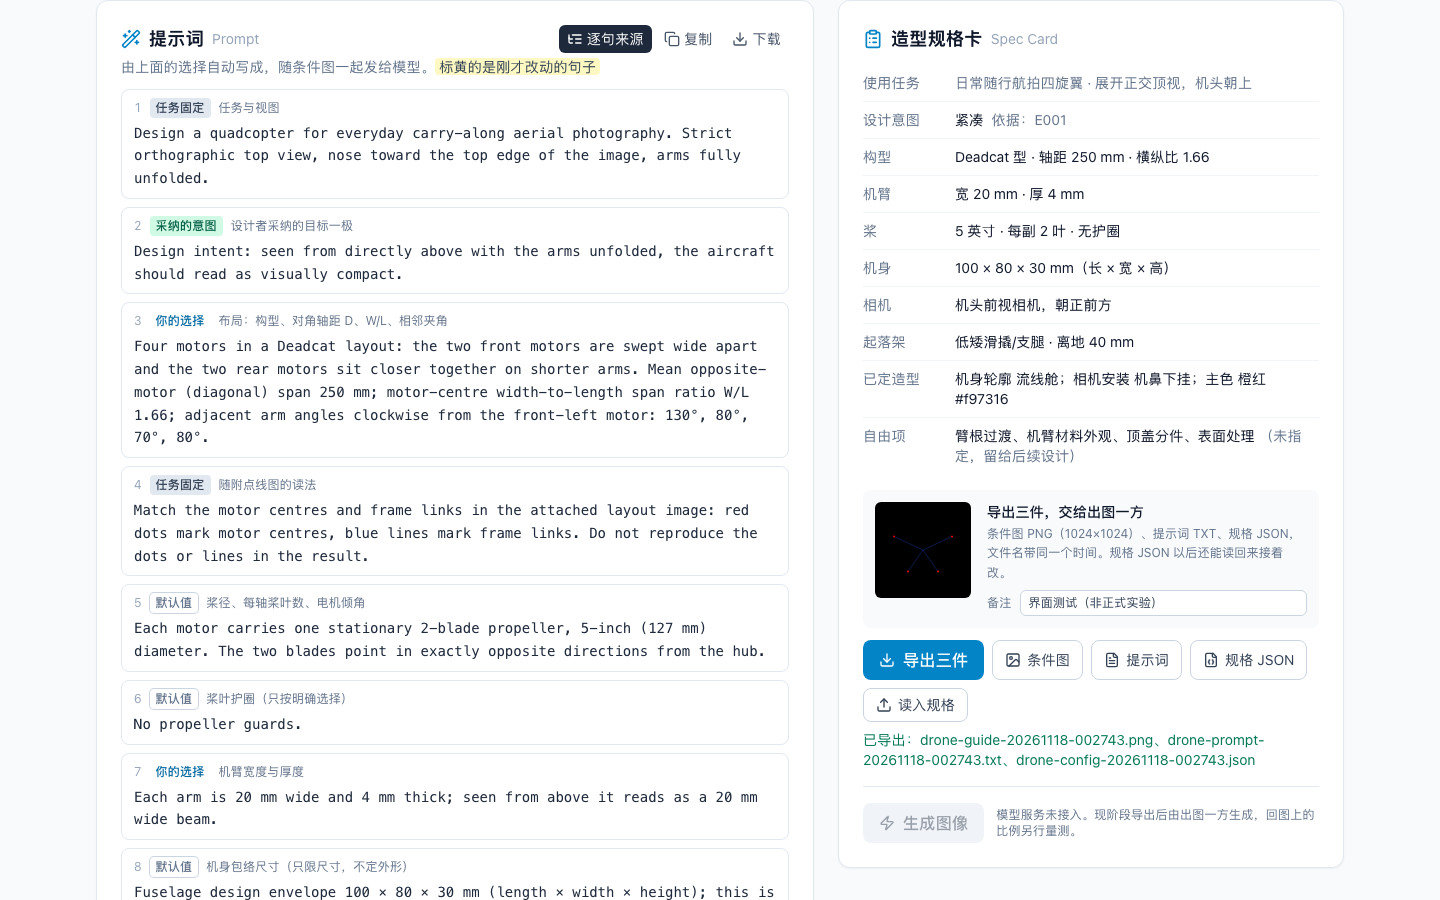 提示词 Prompt
逐句来源 复制 下载
由上面的选择自动写成，随条件图一起发给模型。 标黄的是刚才改动的句子
1 任务固定 任务与视图
Design a quadcopter for everyday carry-along aerial photography. Strict
orthographic top view, nose toward the top edge of the image, arms fully
unfolded.
2 采纳的意图 设计者采纳的目标一极
Design intent: seen from directly above with the arms unfolded, the aircraft
should read as visually compact.
3 你的选择 布局：构型、对角轴距 D、W/L、相邻夹角
Four motors in a Deadcat layout: the two front motors are swept wide apart
and the two rear motors sit closer together on shorter arms. Mean opposite-
motor (diagonal) span 250 mm; motor-centre width-to-length span ratio W/L
1.66; adjacent arm angles clockwise from the front-left motor: 130°, 80°,
70°, 80°.
4 任务固定 随附点线图的读法
Match the motor centres and frame links in the attached layout image: red
dots mark motor centres, blue lines mark frame links. Do not reproduce the
dots or lines in the result.
5 默认值 桨径、每轴桨叶数、电机倾角
Each motor carries one stationary 2-blade propeller, 5-inch (127 mm)
diameter. The two blades point in exactly opposite directions from the hub.
6 默认值 桨叶护圈（只按明确选择）
No propeller guards.
7 你的选择 机臂宽度与厚度
Each arm is 20 mm wide and 4 mm thick; seen from above it reads as a 20 mm
wide beam.
8 默认值 机身包络尺寸（只限尺寸，不定外形）
Fuselage design envelope 100 × 80 × 30 mm (length × width × height); this is
造型规格卡 Spec Card
使用任务 日常随行航拍四旋翼 · 展开正交顶视，机头朝上
设计意图 紧凑 依据：E001
构型 Deadcat 型 · 轴距 250 mm · 横纵比 1.66
机臂 宽 20 mm · 厚 4 mm
桨 5 英寸 · 每副 2 叶 · 无护圈
机身 100 × 80 × 30 mm（长 × 宽 × 高）
相机 机头前视相机，朝正前方
起落架 低矮滑撬/支腿 · 离地 40 mm
已定造型 机身轮廓 流线舱；相机安装 机鼻下挂；主色 橙红
#f97316
自由项 臂根过渡、机臂材料外观、顶盖分件、表面处理 （未指
定，留给后续设计）
导出三件，交给出图一方
条件图 PNG（1024×1024）、提示词 TXT、规格 JSON，
文件名带同一个时间。规格 JSON 以后还能读回来接着
改。
备注 界面测试（非正式实验）
导出三件 条件图 提示词 规格 JSON
读入规格
已导出：drone-guide-20261118-002743.png、drone-prompt-
20261118-002743.txt、drone-config-20261118-002743.json
生成图像 模型服务未接入。现阶段导出后由出图一方生成，回图上的
比例另行量测。